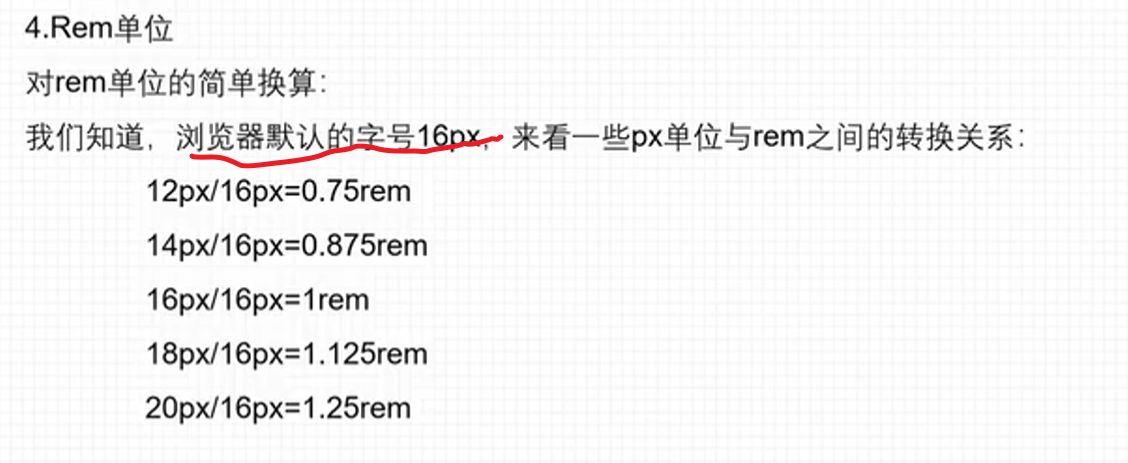 4.Rem单位
对rem单位的简单换算：
我们知道，浏览器默认的字号16px，来看一些px单位与rem之间的转换关系：
12px/16px=0.75rem
14px/16px=0.875rem
16px/16px=1rem
18px/16px=1.125rem
20px/16px=1.25rem